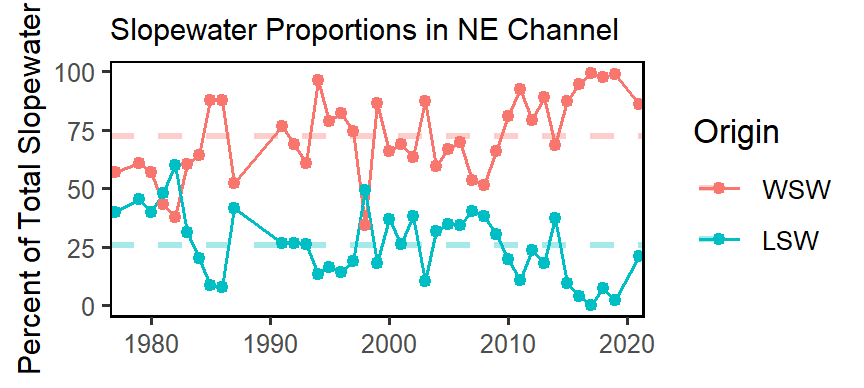 Slopewater Proportions in NE Channel
Percent of Total Slopewater
100
75
50
25
0
1980
1990
2000
2010
2020
Origin
WSW
LSW